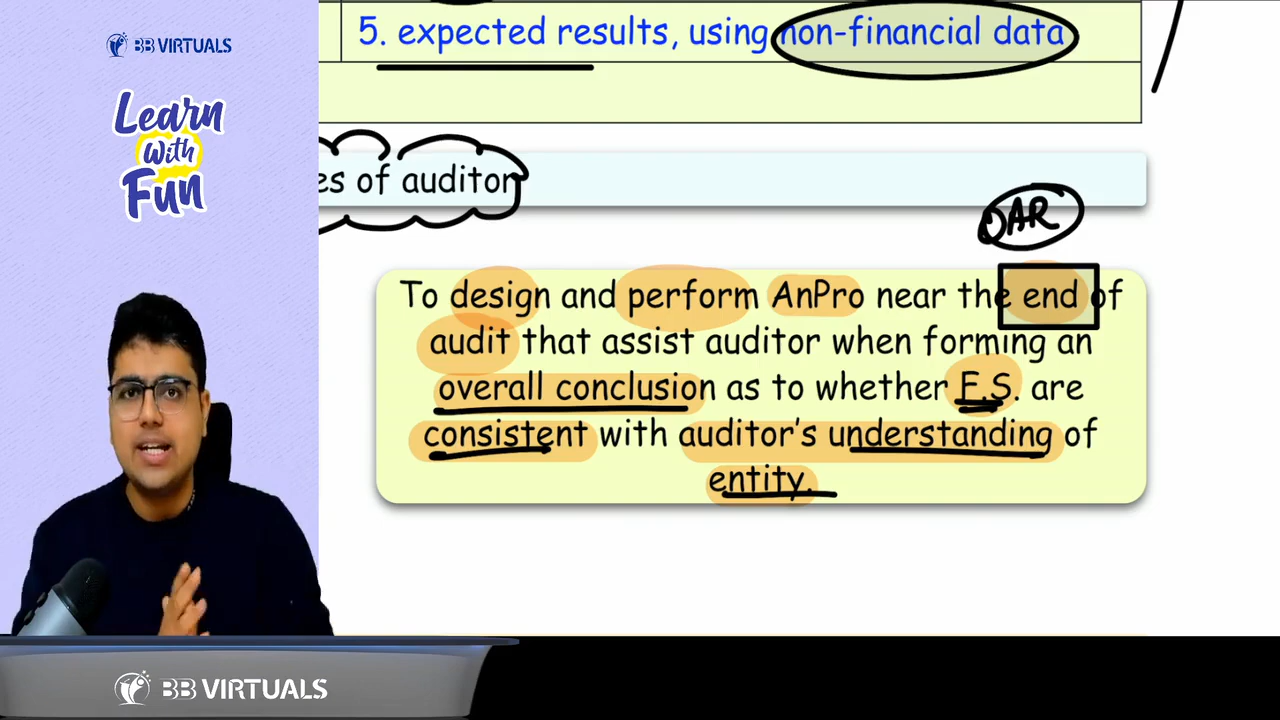 BB VIRTUALS
Learn
With
Fun
5. expected results, using non-financial data
es of auditor
AR
To design and perform AnPro near the end of
audit that assist auditor when forming an
overall conclusion as to whether F.S. are
consistent with auditor's understanding of
entity.
BB VIRTUALS